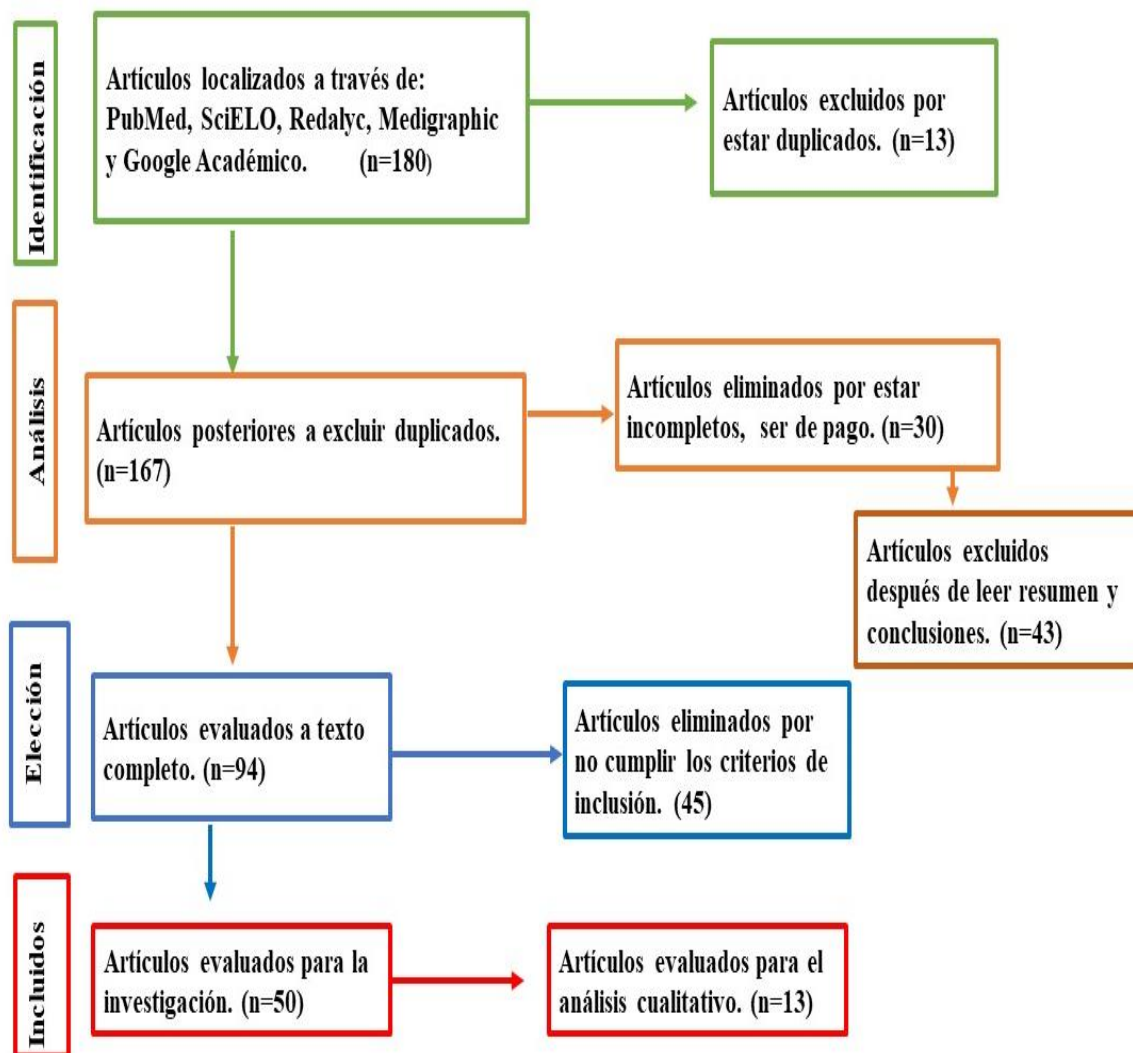 Identificación
Artículos localizados a través de:
PubMed, SciELO, Redalyc, Medigraphic
y Google Académico. (n=180)
Artículos excluidos por
estar duplicados. (n=13)
Análisis
Artículos posteriores a excluir duplicados.
(n=167)
Artículos eliminados por estar
incompletos, ser de pago. (n=30)
Artículos excluidos
después de leer resumen y
conclusiones. (n=43)
Elección
Artículos evaluados a texto
completo. (n=94)
Artículos eliminados por
no cumplir los criterios de
inclusión. (45)
Incluidos
Artículos evaluados para la
investigación. (n=50)
Artículos evaluados para el
análisis cualitativo. (n=13)